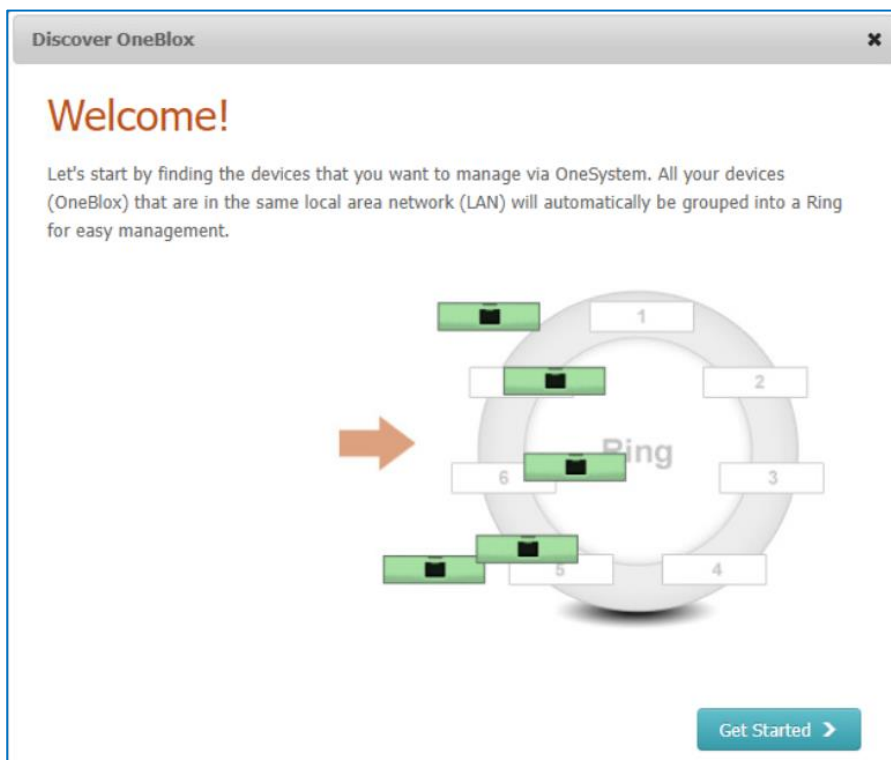 Discover OneBlox
Welcome!
Let's start by finding the devices that you want to manage via OneSystem. All your devices
(OneBlox) that are in the same local area network (LAN) will automatically be grouped into a Ring
for easy management.
1
2
Ring
6
3
5
4
Get Started